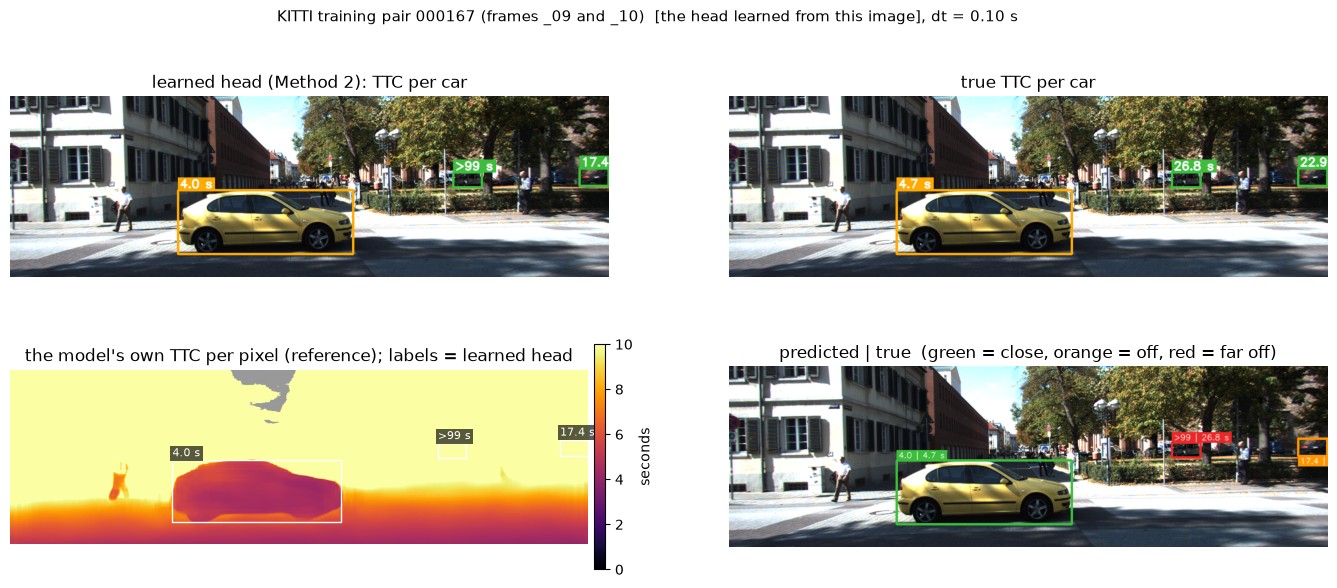 KITTI training pair 000167 (frames _09 and _10)  [the head learned from this image], dt = 0.10 s
learned head (Method 2): TTC per car
4.0 s
>99 s
17.4
true TTC per car
4.7 s
26.8 s
22.9
the model's own TTC per pixel (reference); labels = learned head
4.0 s
>99 s
17.4 s
10
8
6
4
2
0
seconds
predicted | true  (green = close, orange = off, red = far off)
4.0 | 4.7 s
>99 | 26.8 s
17.4 |